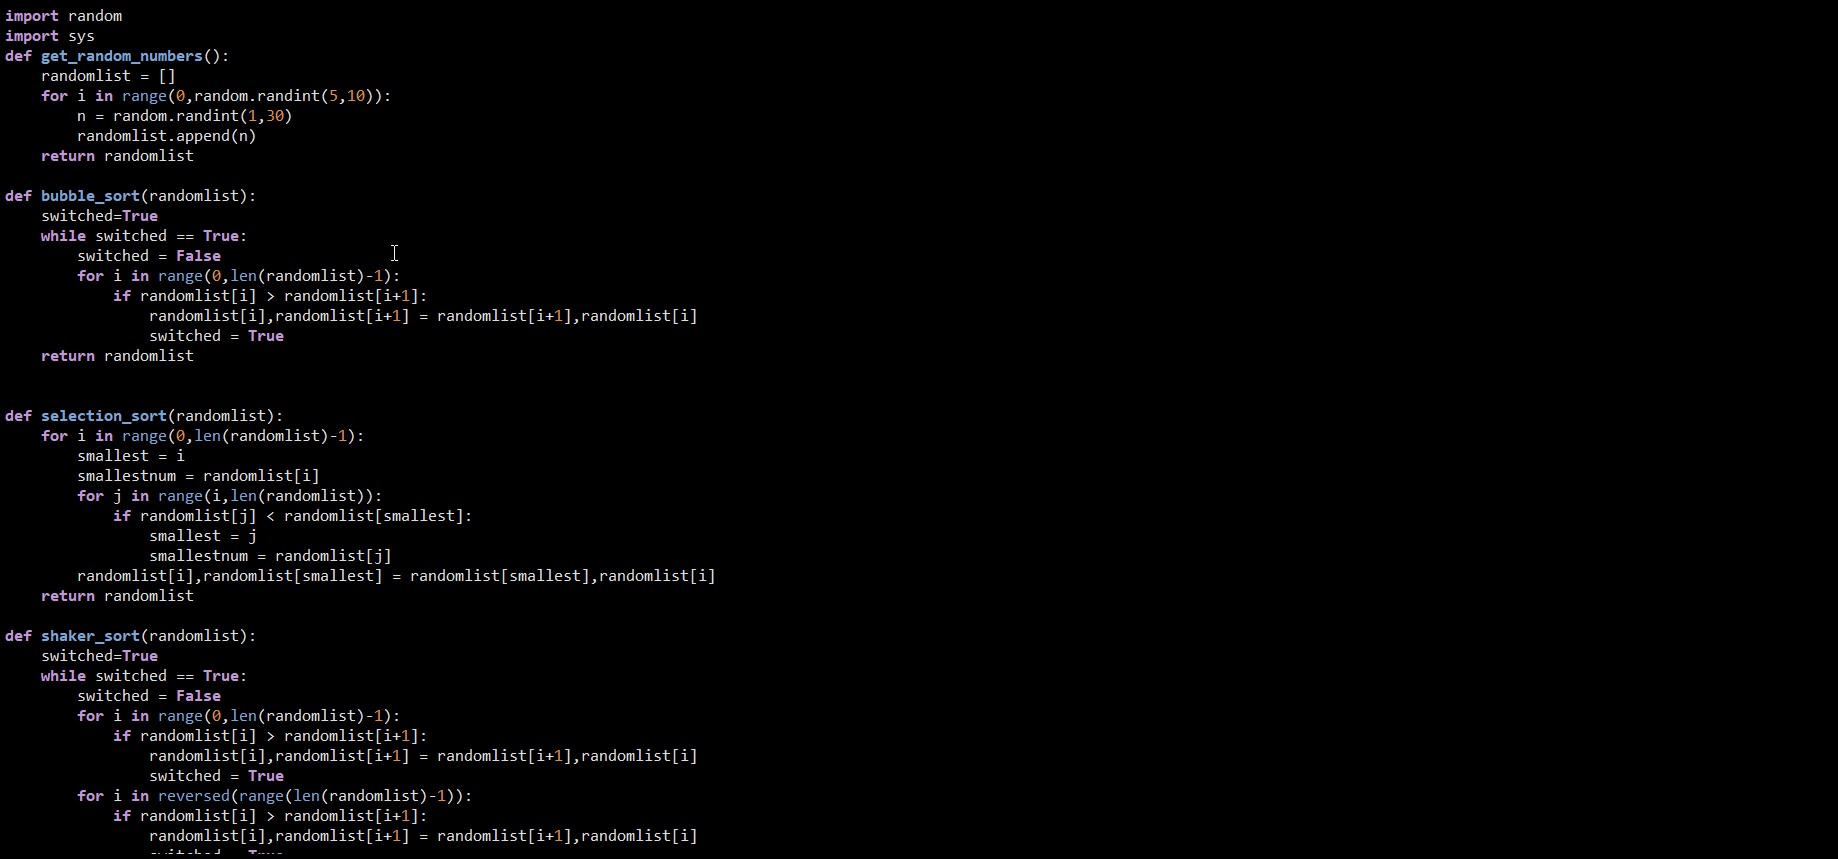 import random
import sys
def get_random_numbers():
    randomlist = []
    for i in range(0,random.randint(5,10)):
        n = random.randint(1,30)
        randomlist.append(n)
    return randomlist

def bubble_sort(randomlist):
    switched=True
    while switched == True:
        switched = False
        for i in range(0,len(randomlist)-1):
            if randomlist[i] > randomlist[i+1]:
                randomlist[i],randomlist[i+1] = randomlist[i+1],randomlist[i]
                switched = True
    return randomlist


def selection_sort(randomlist):
    for i in range(0,len(randomlist)-1):
        smallest = i
        smallestnum = randomlist[i]
        for j in range(i,len(randomlist)):
            if randomlist[j] < randomlist[smallest]:
                smallest = j
                smallestnum = randomlist[j]
        randomlist[i],randomlist[smallest] = randomlist[smallest],randomlist[i]
    return randomlist

def shaker_sort(randomlist):
    switched=True
    while switched == True:
        switched = False
        for i in range(0,len(randomlist)-1):
            if randomlist[i] > randomlist[i+1]:
                randomlist[i],randomlist[i+1] = randomlist[i+1],randomlist[i]
                switched = True
        for i in reversed(range(len(randomlist)-1)):
            if randomlist[i] > randomlist[i+1]:
                randomlist[i],randomlist[i+1] = randomlist[i+1],randomlist[i]